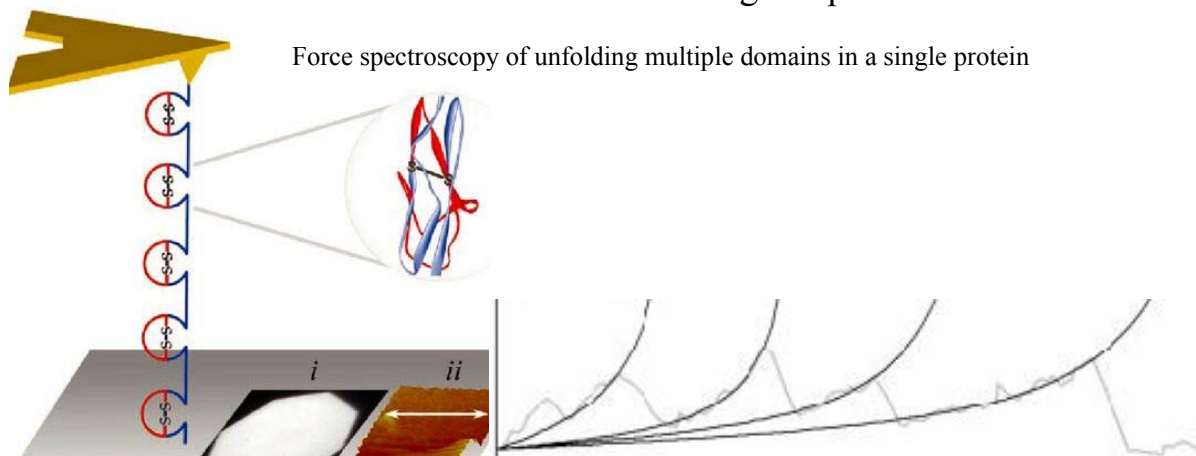 Force spectroscopy of unfolding multiple domains in a single protein
S-S
S-S
S S
S-S
S-S
S-S
i ii